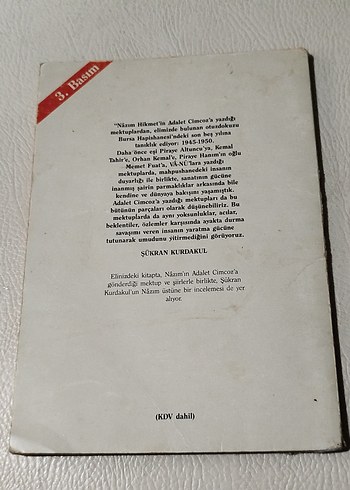 3. Basım
"Nâzım Hikmet'in Adalet Cimcoz'a yazdığı
mektuplardan, elimizde bulunan otuzdokuzu
Bursa Hapishanesi'ndeki son beş yılına
tanıklık ediyor: 1945-1950.
Daha önce eşi Piraye Altuncu'ya, Kemal
Tahir'e, Orhan Kemal'e, Piraye Hanım'ın oğlu
Memet Fuat'a, VÂ-NÛ'lara yazdığı
mektuplarda, mahpushanedeki insanın
duyarlığı ile birlikte, sanatının gücüne
inanmış şairin parmaklıklar arkasında bile
kendine ve dünyaya bakışını yaşamıştık.
Adalet Cimcoz'a yazdığı mektupları da bu
bütünün parçaları olarak düşünebiliriz. Bu
mektuplarda da aynı yoksunluklar, acılar,
beklentiler, özlemler karşısında ayakta durma
savaşımı veren insanın yaratma gücüne
tutunarak umudunu yitirmediğini görüyoruz.
ŞÜKRAN KURDAKUL
Elinizdeki kitapta, Nâzım'ın Adalet Cimcoz'a
gönderdiği mektup ve şiirlerle birlikte, Şükran
Kurdakul'un Nâzım üstüne bir incelemesi de yer
alıyor.
(KDV dahil)